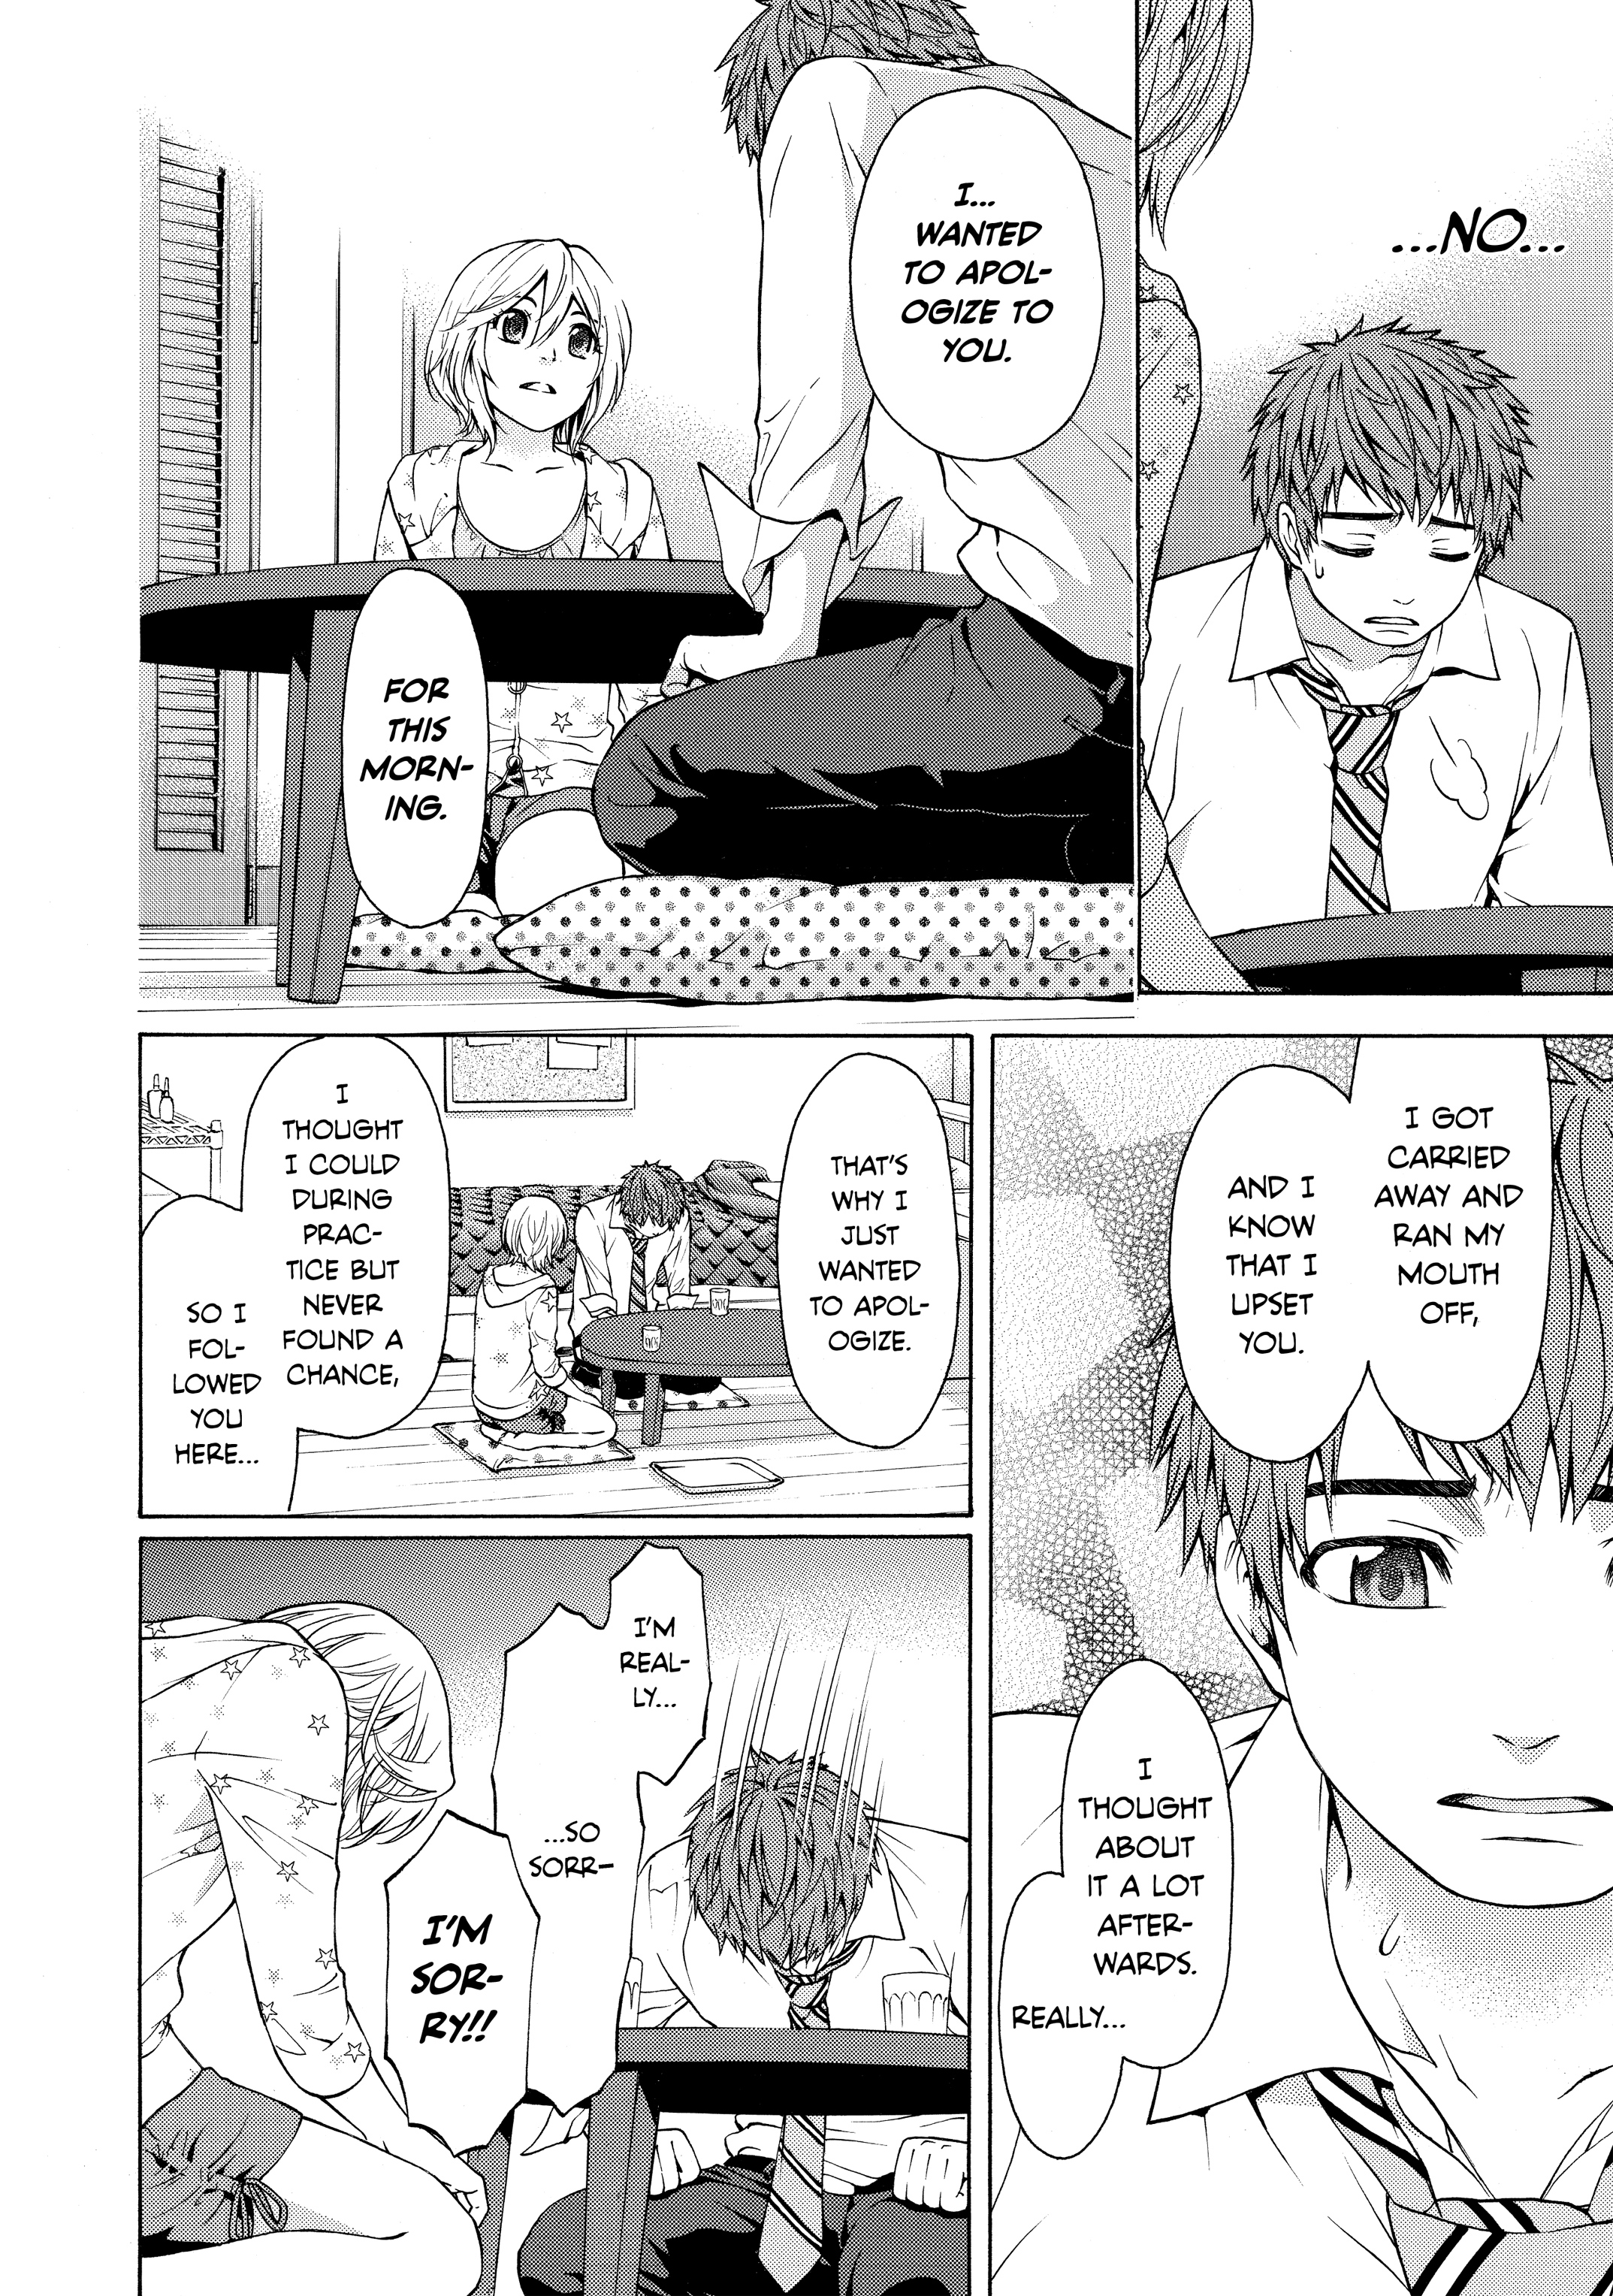 ...NO...
I...
WANTED
TO APOL-
OGIZE TO
YOU.
FOR
THIS
MORN-
ING.
I GOT
CARRIED
AWAY AND
RAN MY
MOUTH
OFF,
AND I
KNOW
THAT I
UPSET
YOU.
I
THOUGHT
ABOUT
IT A LOT
AFTER-
WARDS.
REALLY...
THAT'S
WHY I
JUST
WANTED
TO APOL-
OGIZE.
I
THOUGHT
I COULD
DURING
PRAC-
TICE BUT
NEVER
FOUND A
CHANCE,
SO I
FOL-
LOWED
YOU
HERE...
I'M
REAL-
LY...
...SO
SORR-
I'M
SOR-
RY!!